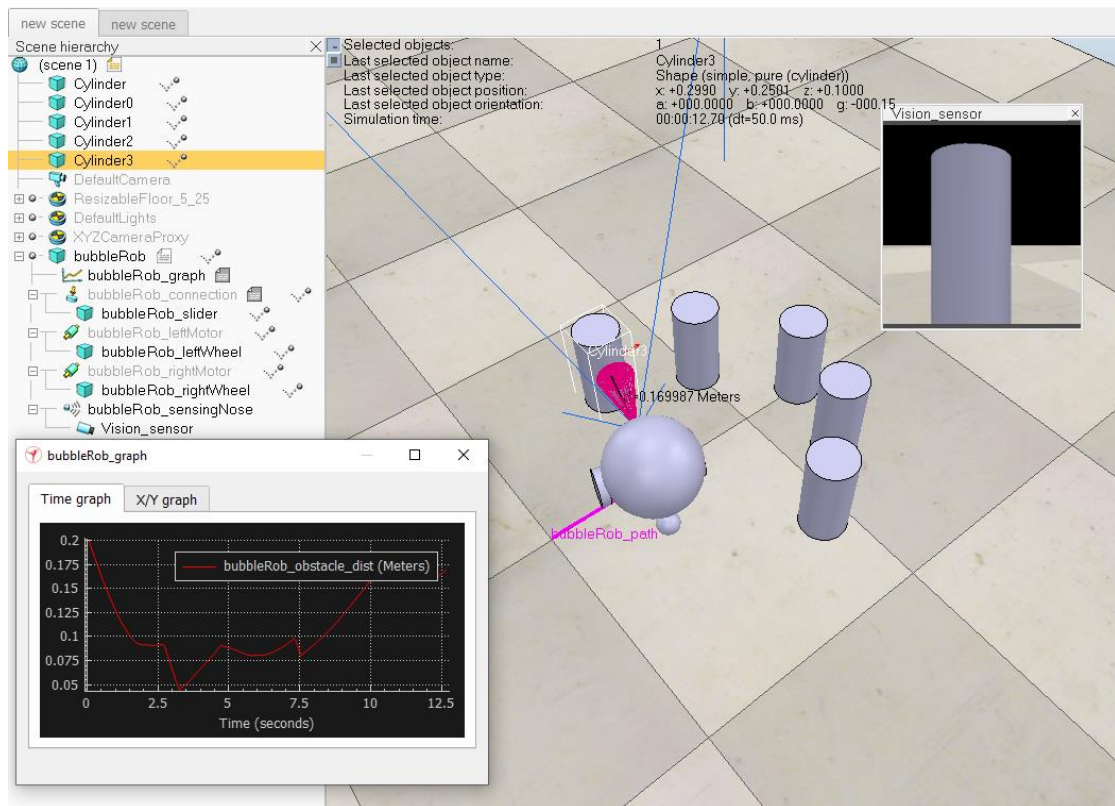 new scene
new scene
Scene hierarchy
(scene 1)
Cylinder
Cylinder0
Cylinder1
Cylinder2
Cylinder3
DefaultCamera
ResizableFloor_5_25
DefaultLights
XYZCameraProxy
bubbleRob
bubbleRob_graph
bubbleRob_connection
bubbleRob_slider
bubbleRob_leftMotor
bubbleRob_leftWheel
bubbleRob_rightMotor
bubbleRob_rightWheel
bubbleRob_sensingNose
Vision_sensor
Selected objects: 1
Last selected object name: Cylinder3
Last selected object type: Shape (simple, pure (cylinder))
Last selected object position: x: +0.2990 y: +0.2501 z: +0.1000
Last selected object orientation: a: +000.0000 b: +000.0000 g: -000.15
Simulation time: 00:00:12.70 (dt=50.0 ms)
Vision_sensor
Cylinder3
+0.169987 Meters
bubbleRob_path
bubbleRob_graph
Time graph
X/Y graph
bubbleRob_obstacle_dist (Meters)
0.2
0.175
0.15
0.125
0.1
0.075
0.05
0 2.5 5 7.5 10 12.5
Time (seconds)